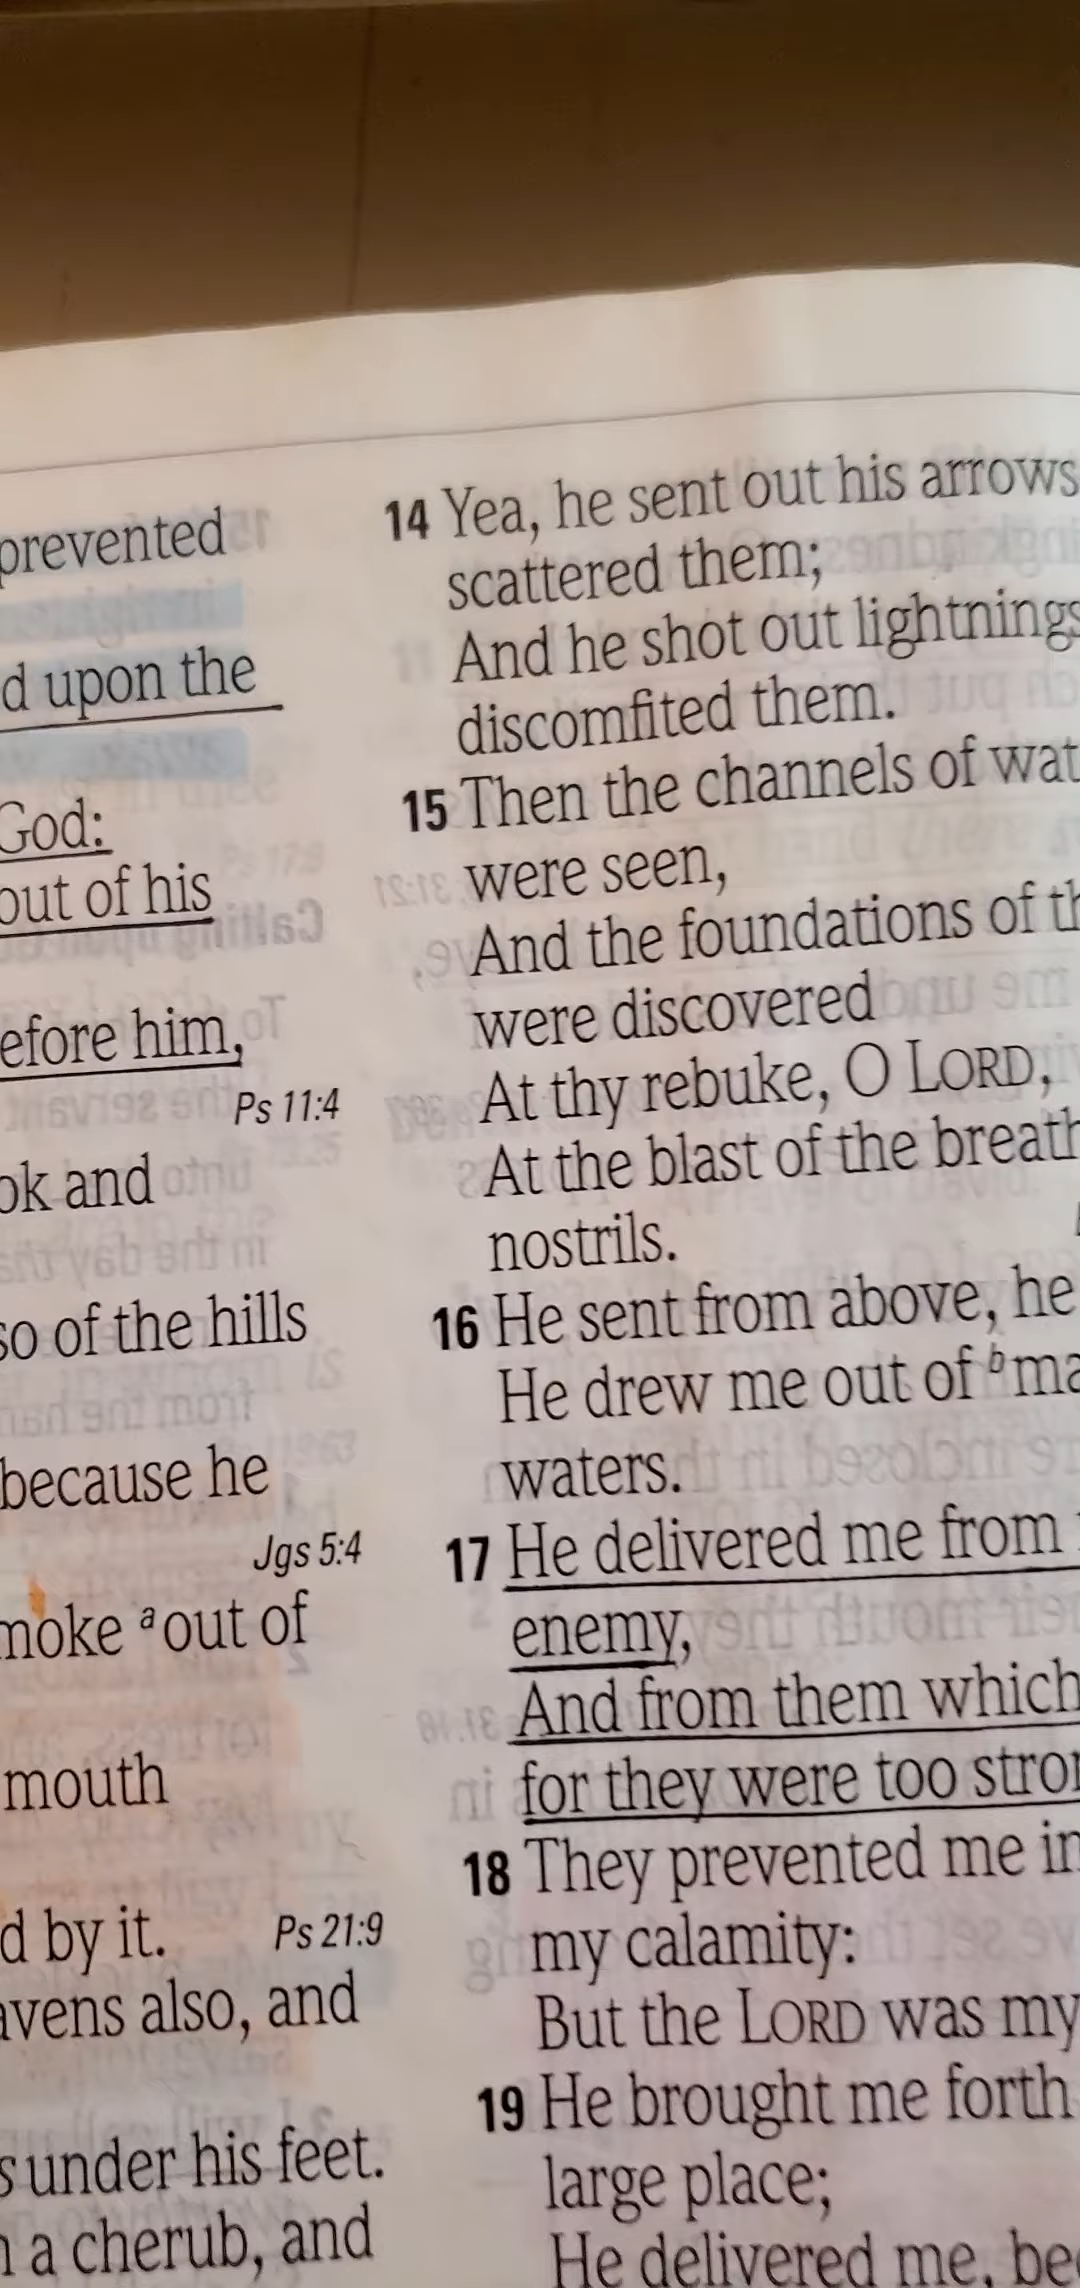 prevented
d upon the
God:
out of his
efore him,
Ps 11:4
ok and
so of the hills
because he
Jgs 5:4
moke ᵃout of
mouth
d by it. Ps 21:9
avens also, and
s under his feet.
a cherub, and
14 Yea, he sent out his arrows
scattered them;
And he shot out lightnings
discomfited them.
15 Then the channels of wat
were seen,
And the foundations of th
were discovered
At thy rebuke, O LORD,
At the blast of the breath
nostrils.
16 He sent from above, he
He drew me out of ᵇma
waters.
17 He delivered me from
enemy,
And from them which
for they were too stron
18 They prevented me in
my calamity:
But the LORD was my
19 He brought me forth
large place;
He delivered me, bec